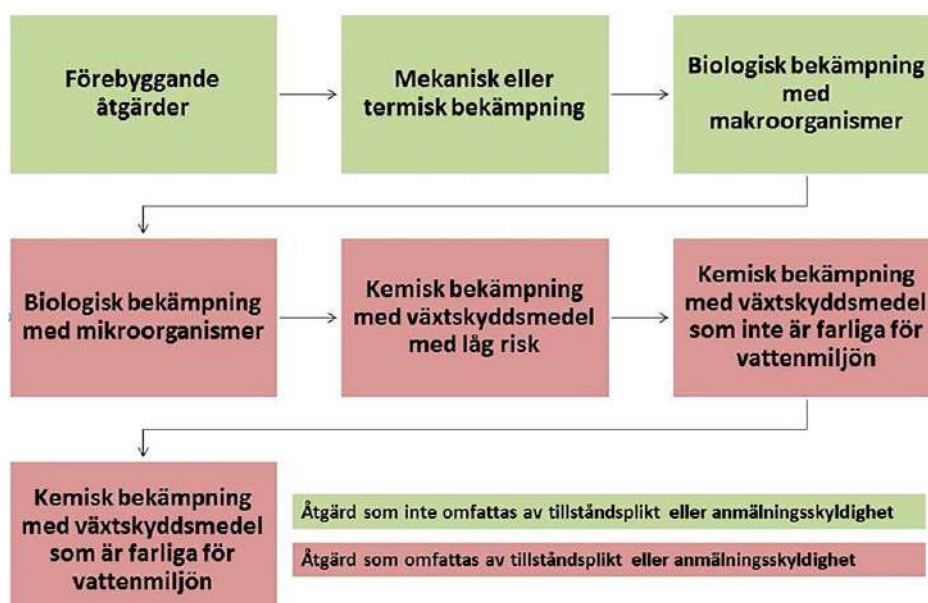 Förebyggande
åtgärder
Mekanisk eller
termisk bekämpning
Biologisk bekämpning
med
makroorganismer
Biologisk bekämpning
med mikroorganismer
Kemisk bekämpning
med växtskyddsmedel
med låg risk
Kemisk bekämpning
med växtskyddsmedel
som inte är farliga för
vattenmiljön
Kemisk bekämpning
med växtskyddsmedel
som är farliga för
vattenmiljön
Åtgärd som inte omfattas av tillståndsplikt eller anmälningsskyldighet
Åtgärd som omfattas av tillståndsplikt eller anmälningsskyldighet